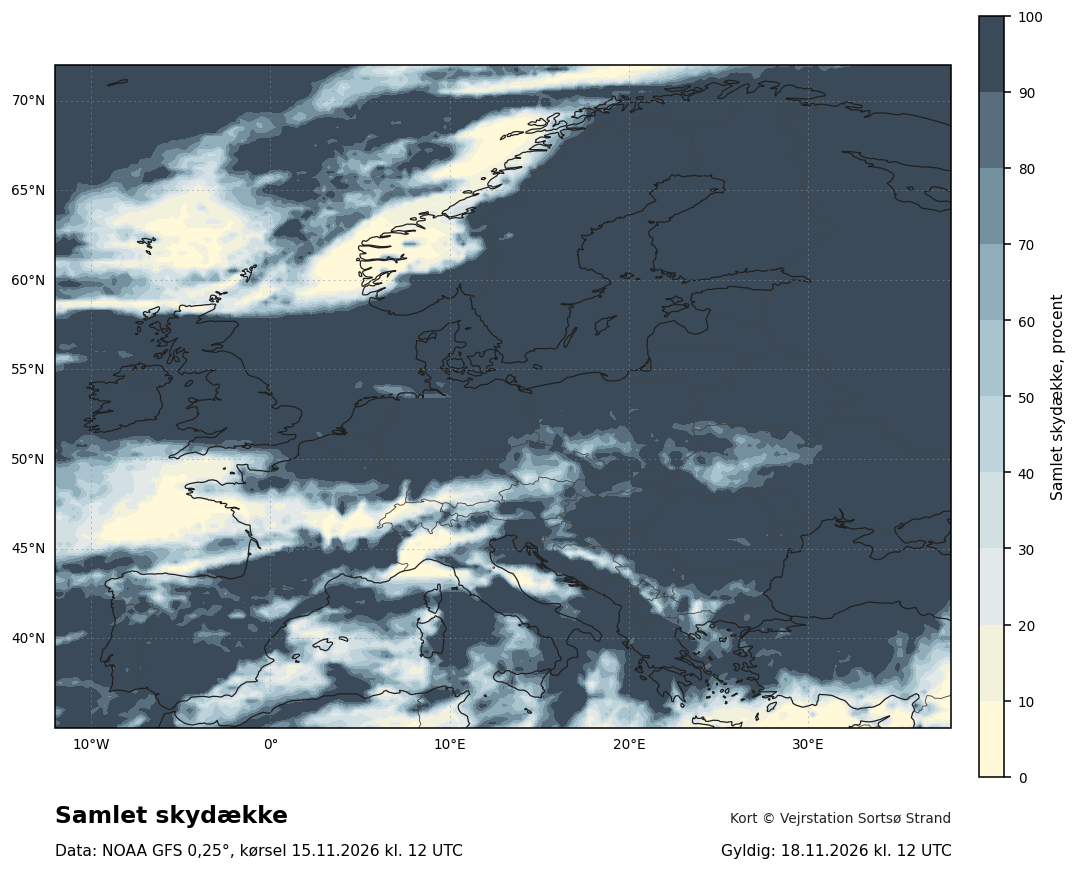 100
90
80
70
60
50
40
30
20
10
0
Samlet skydække, procent
70°N
65°N
60°N
55°N
50°N
45°N
40°N
10°W
0°
10°E
20°E
30°E
Samlet skydække
Kort © Vejrstation Sortsø Strand
Data: NOAA GFS 0,25°, kørsel 15.11.2026 kl. 12 UTC
Gyldig: 18.11.2026 kl. 12 UTC